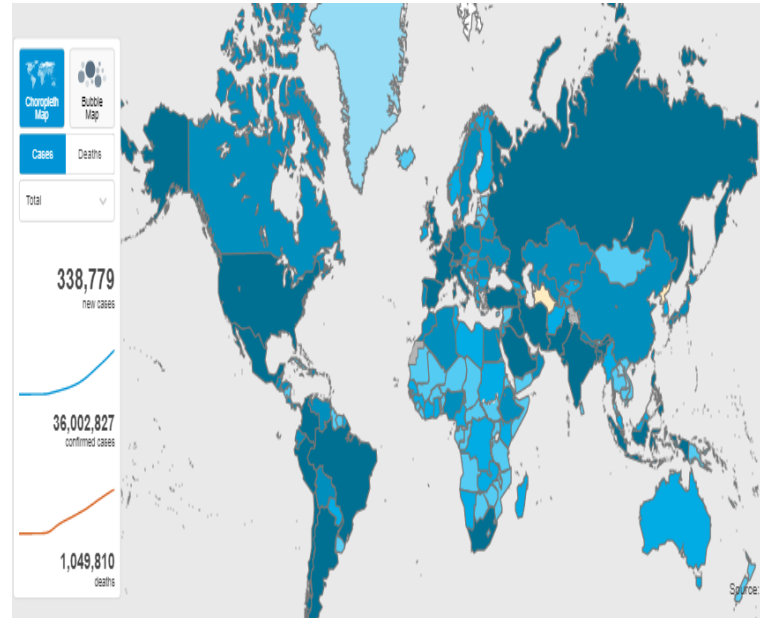 Choropleth
Map
Bubble
Map
Cases
Deaths
Total
338,779
new cases
36,002,827
confirmed cases
1,049,810
deaths
Source: